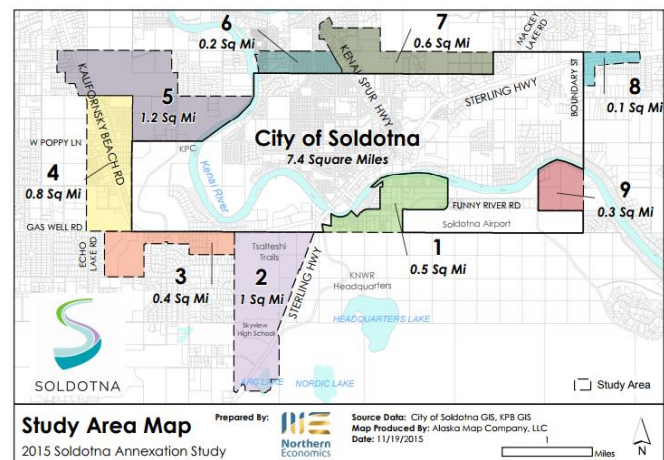 6
0.2 Sq Mi
7
0.6 Sq Mi
MACKEY
LAKE RD
KENAI SPUR HWY
STERLING HWY
BOUNDARY ST
8
0.1 Sq Mi
KALIFORNSKY BEACH RD
5
1.2 Sq Mi
City of Soldotna
7.4 Square Miles
W POPPY LN
KPC
4
0.8 Sq Mi
Kenai River
9
0.3 Sq Mi
FUNNY RIVER RD
Soldotna Airport
GAS WELL RD
ECHO
LAKE RD
3
0.4 Sq Mi
Tsalteshi
Trails
2
1 Sq Mi
STERLING HWY
1
0.5 Sq Mi
KNWR
Headquarters
HEADQUARTERS LAKE
Skyview
High School
ARC LAKE
NORDIC LAKE
SOLDOTNA
Study Area
Study Area Map
2015 Soldotna Annexation Study
Prepared By:
Northern
Economics
Source Data: City of Soldotna GIS, KPB GIS
Map Produced By: Alaska Map Company, LLC
Date: 11/19/2015
1
Miles
N